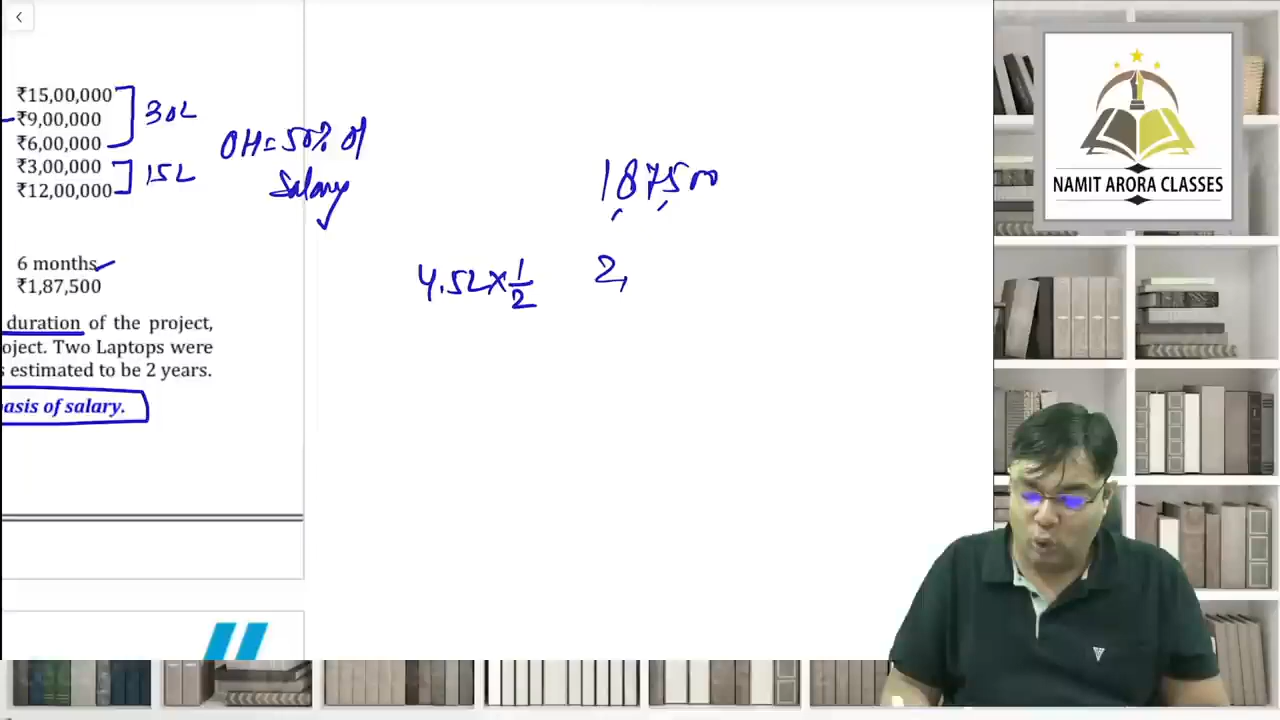 ₹15,00,000
₹9,00,000
₹6,00,000
30L
₹3,00,000
₹12,00,000
15L
OH = 50% of
Salary
6 months
₹1,87,500
duration of the project,
oject. Two Laptops were
s estimated to be 2 years.
asis of salary.
187500
4.5L × 1/2
2,
NAMIT ARORA CLASSES